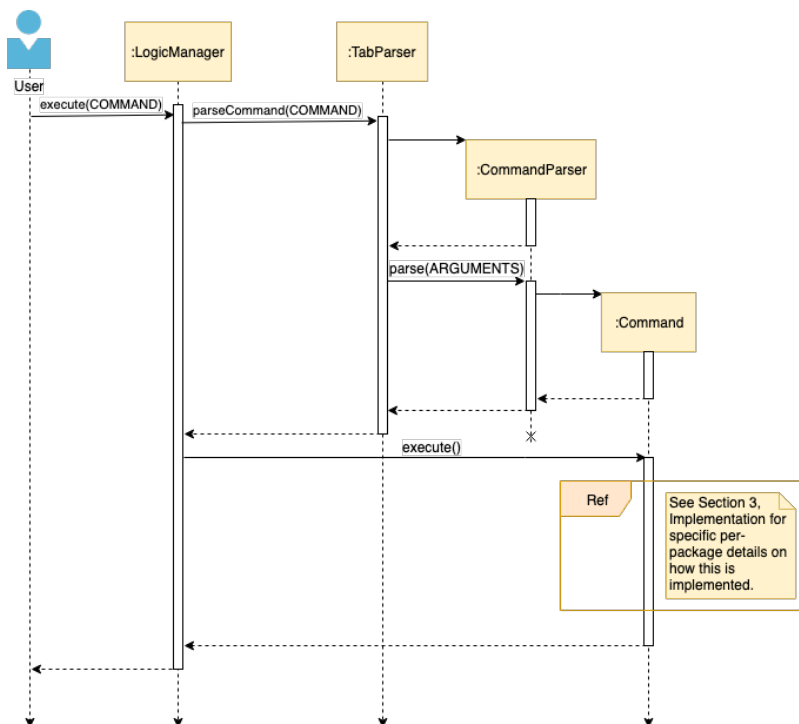 :LogicManager
:TabParser
User
execute(COMMAND)
parseCommand(COMMAND)
:CommandParser
parse(ARGUMENTS)
:Command
execute()
Ref
See Section 3,
Implementation for
specific per-
package details on
how this is
implemented.